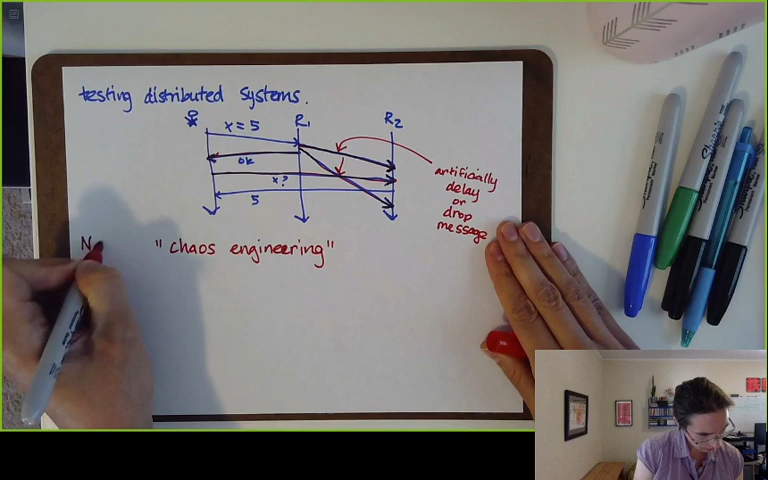 testing distributed systems.
x = 5
R1
R2
ok
x?
5
artificially
delay
or
drop
message
N
"chaos engineering"